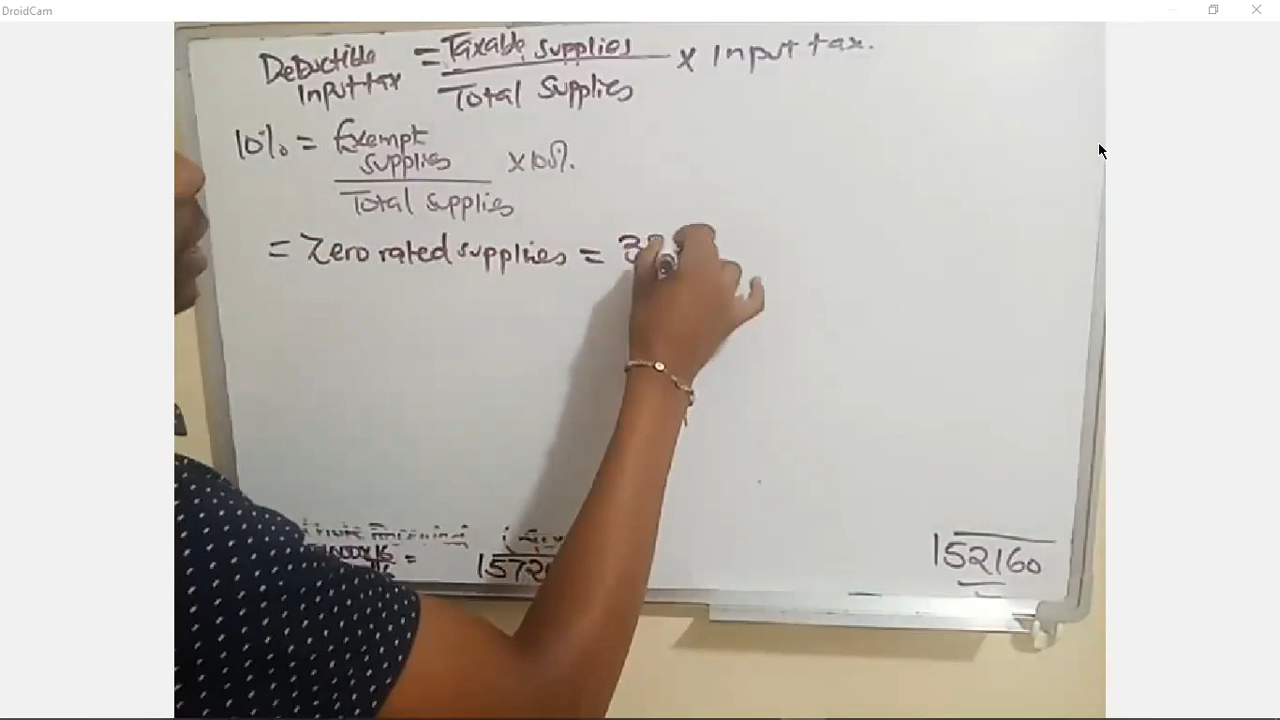 DroidCam
Deductible = Taxable supplies x Input tax.
Input tax Total Supplies
10% = Exempt
supplies x 100%.
Total supplies
= Zero rated supplies = 3
1572
152160